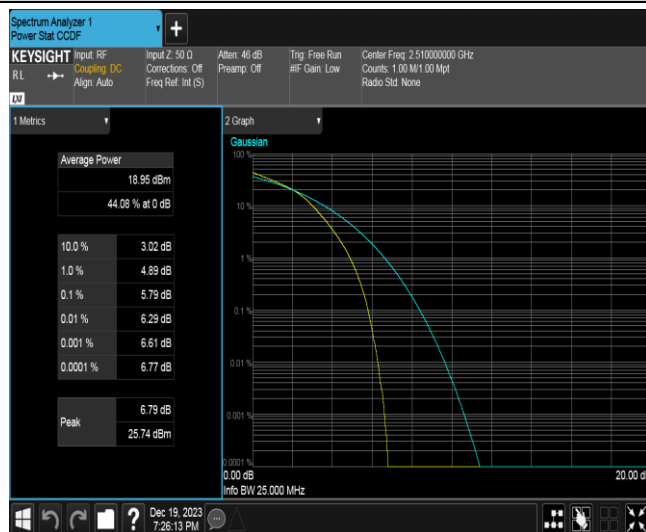 Spectrum Analyzer 1
Power Stat CCDF
KEYSIGHT
RL
Input: RF
Coupling: DC
Align: Auto
Input Z: 50 Ω
Corrections: Off
Freq Ref: Int (S)
Atten: 46 dB
Preamp: Off
Trig: Free Run
#IF Gain: Low
Center Freq: 2.510000000 GHz
Counts: 1.00 M/1.00 Mpt
Radio Std: None
LXI
1 Metrics
Average Power
18.95 dBm
44.08 % at 0 dB
10.0 % 3.02 dB
1.0 % 4.89 dB
0.1 % 5.79 dB
0.01 % 6.29 dB
0.001 % 6.61 dB
0.0001 % 6.77 dB
Peak
6.79 dB
25.74 dBm
2 Graph
Gaussian
100 %
10 %
1 %
0.1 %
0.01 %
0.001 %
0.0001 %
0.00 dB 20.00 d
Info BW 25.000 MHz
Dec 19, 2023
7:26:13 PM